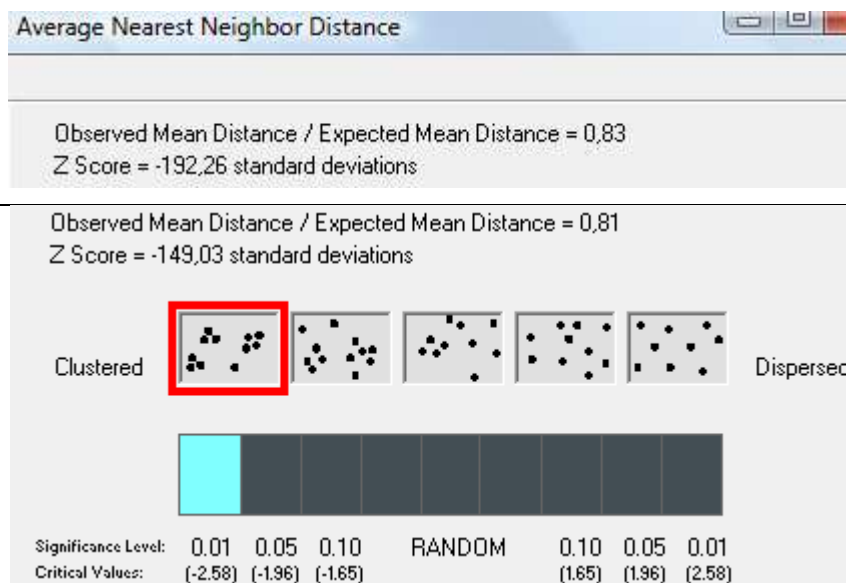 Average Nearest Neighbor Distance
Observed Mean Distance / Expected Mean Distance = 0,83
Z Score = -192,26 standard deviations
Observed Mean Distance / Expected Mean Distance = 0,81
Z Score = -149,03 standard deviations
Clustered Dispersed
Significance Level: 0.01 0.05 0.10 RANDOM 0.10 0.05 0.01
Critical Values: (-2.58) (-1.96) (-1.65) (1.65) (1.96) (2.58)